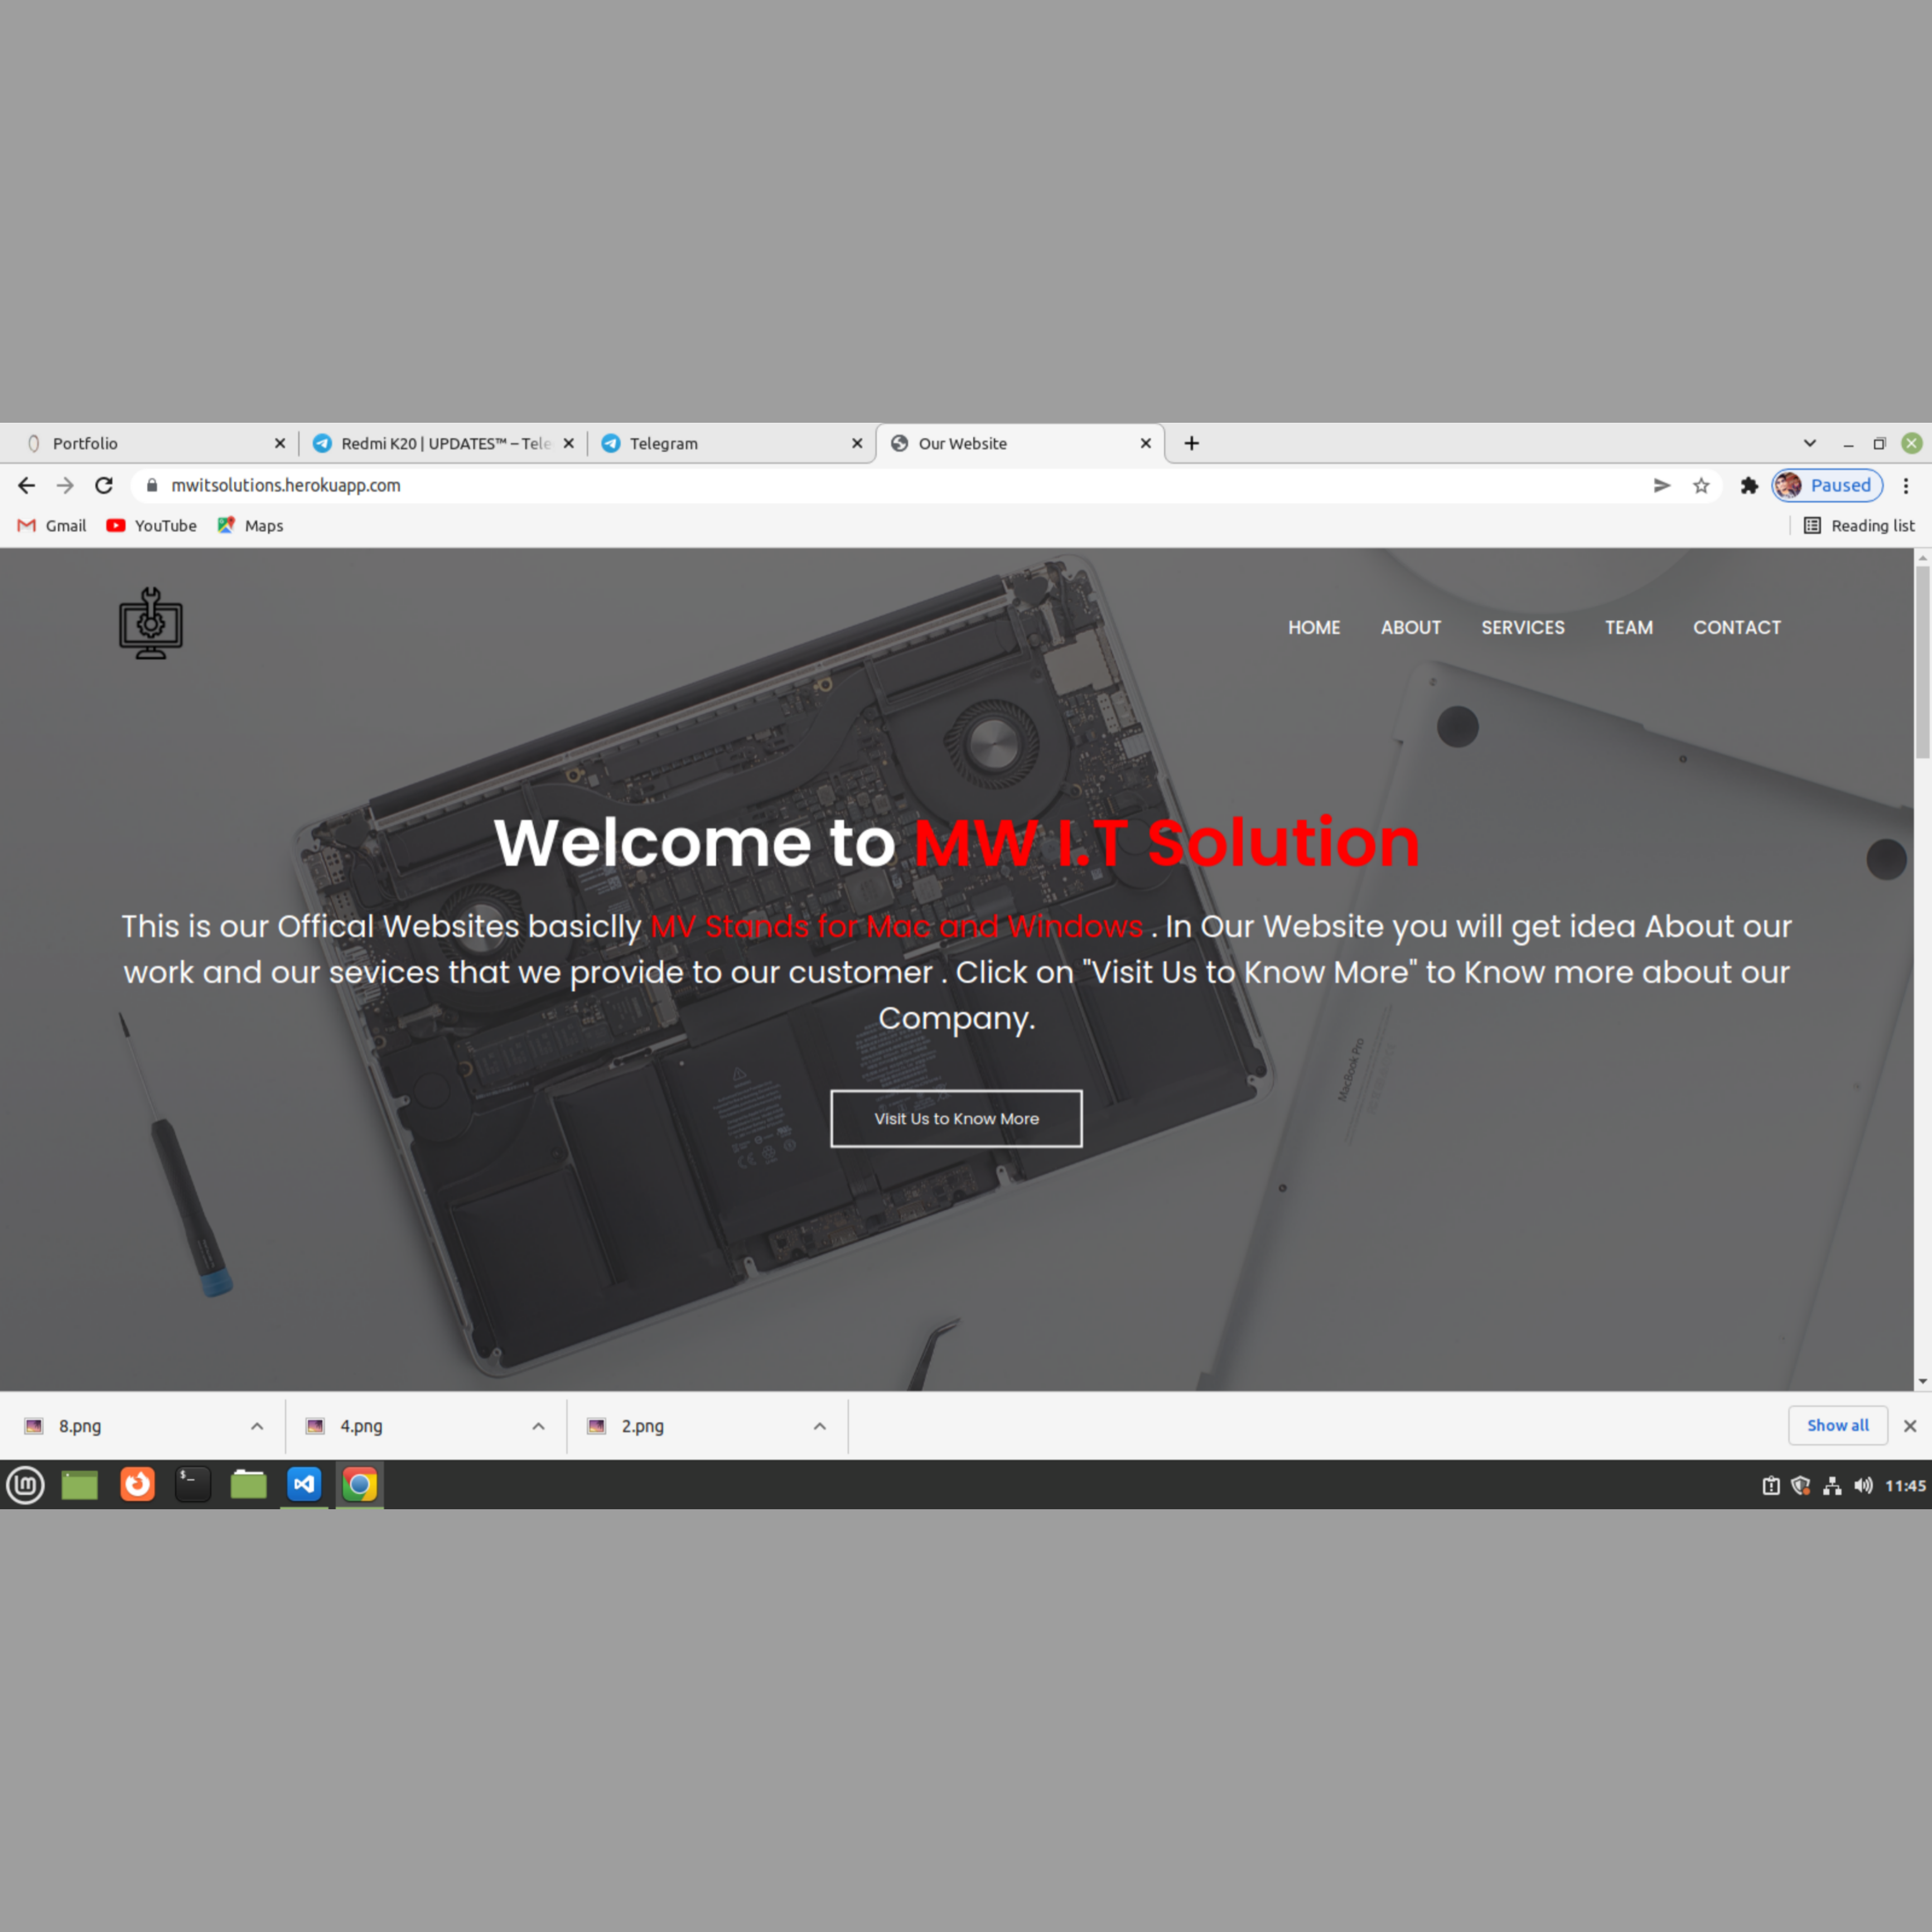 Portfolio
Redmi K20 | UPDATES™ – Tele
Telegram
Our Website
mwitsolutions.herokuapp.com
Paused
Gmail
YouTube
Maps
Reading list
HOME
ABOUT
SERVICES
TEAM
CONTACT
Welcome to MW I.T Solution
This is our Offical Websites basiclly MV Stands for Mac and Windows . In Our Website you will get idea About our
work and our sevices that we provide to our customer . Click on "Visit Us to Know More" to Know more about our
Company.
MacBook Pro
Visit Us to Know More
8.png
4.png
2.png
Show all
$_
11:45